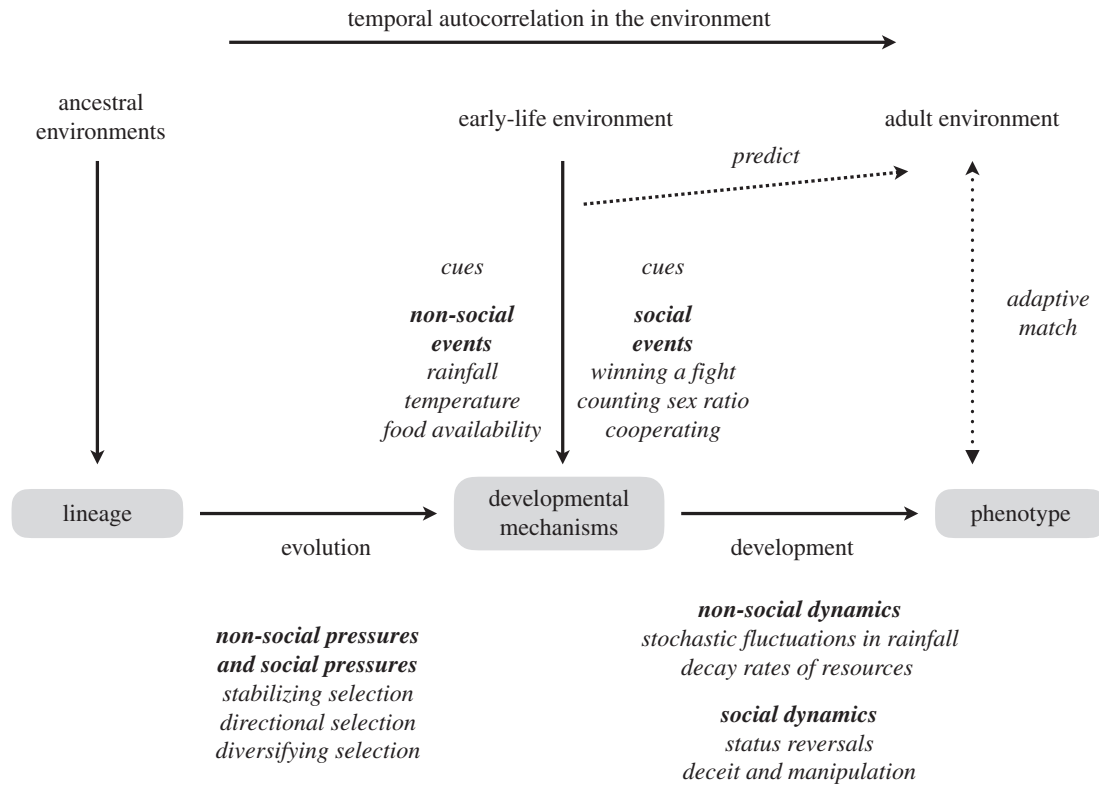 temporal autocorrelation in the environment
ancestral
environments
early-life environment
adult environment
predict
cues
non-social
events
rainfall
temperature
food availability
cues
social
events
winning a fight
counting sex ratio
cooperating
adaptive
match
lineage
developmental
mechanisms
phenotype
evolution
development
non-social pressures
and social pressures
stabilizing selection
directional selection
diversifying selection
non-social dynamics
stochastic fluctuations in rainfall
decay rates of resources
social dynamics
status reversals
deceit and manipulation